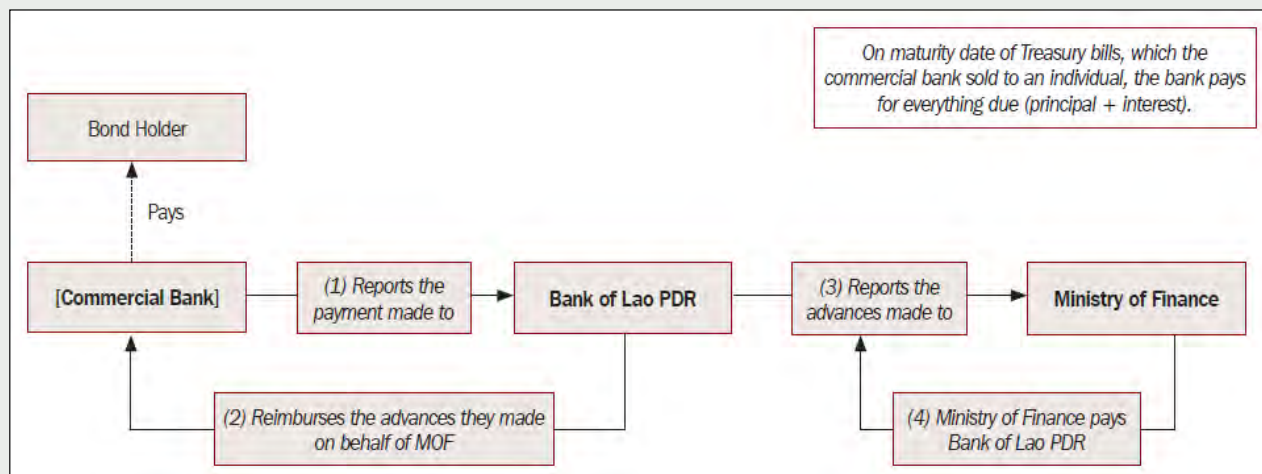 On maturity date of Treasury bills, which the
commercial bank sold to an individual, the bank pays
for everything due (principal + interest).
Bond Holder
Pays
[Commercial Bank]
(1) Reports the
payment made to
Bank of Lao PDR
(3) Reports the
advances made to
Ministry of Finance
(2) Reimburses the advances they made
on behalf of MOF
(4) Ministry of Finance pays
Bank of Lao PDR